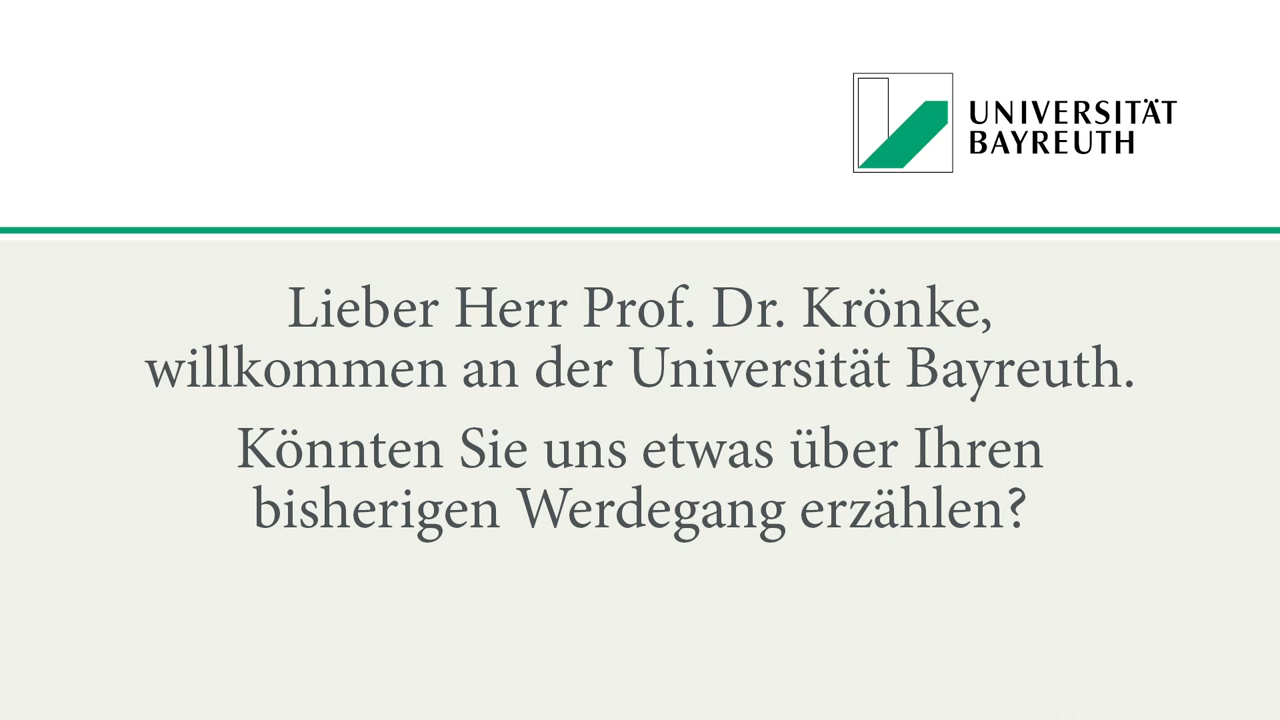 UNIVERSITÄT
BAYREUTH
Lieber Herr Prof. Dr. Krönke,
willkommen an der Universität Bayreuth.
Könnten Sie uns etwas über Ihren
bisherigen Werdegang erzählen?